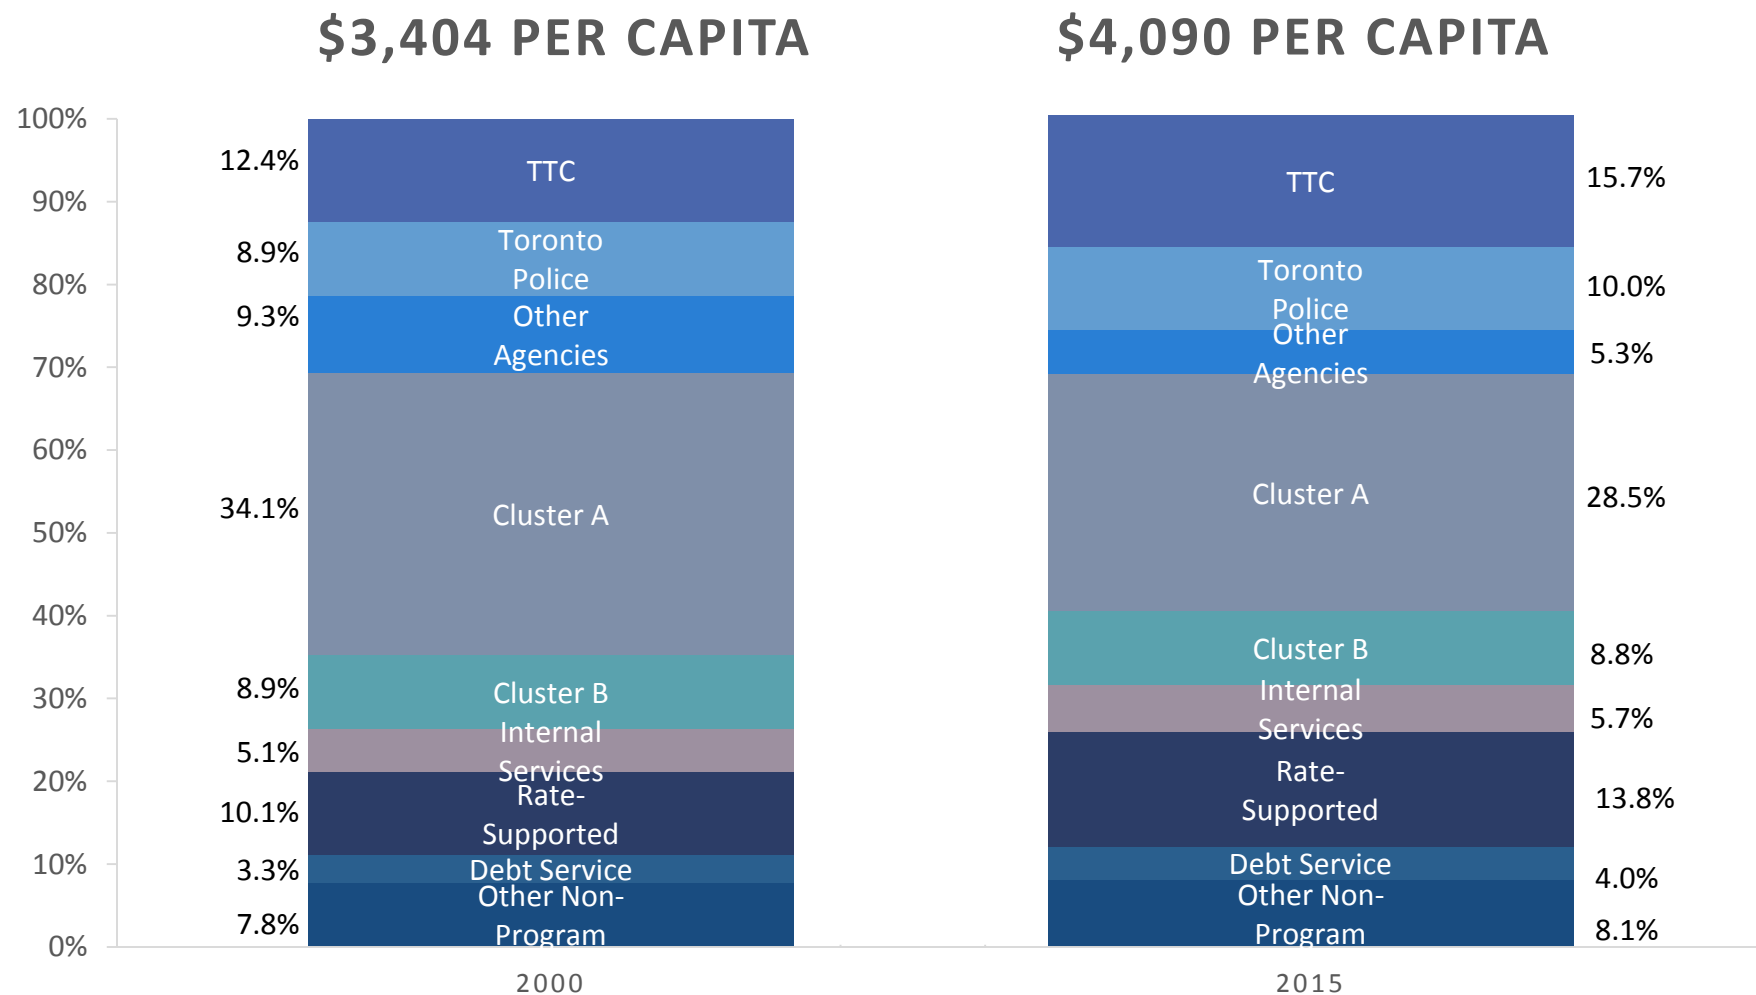 $3,404 PER CAPITA
$4,090 PER CAPITA
100%
90%
80%
70%
60%
50%
40%
30%
20%
10%
0%
12.4%
8.9%
9.3%
34.1%
8.9%
5.1%
10.1%
3.3%
7.8%
TTC
Toronto
Police
Other
Agencies
Cluster A
Cluster B
Internal
Services
Rate-
Supported
Debt Service
Other Non-
Program
TTC
Toronto
Police
Other
Agencies
Cluster A
Cluster B
Internal
Services
Rate-
Supported
Debt Service
Other Non-
Program
15.7%
10.0%
5.3%
28.5%
8.8%
5.7%
13.8%
4.0%
8.1%
2000
2015